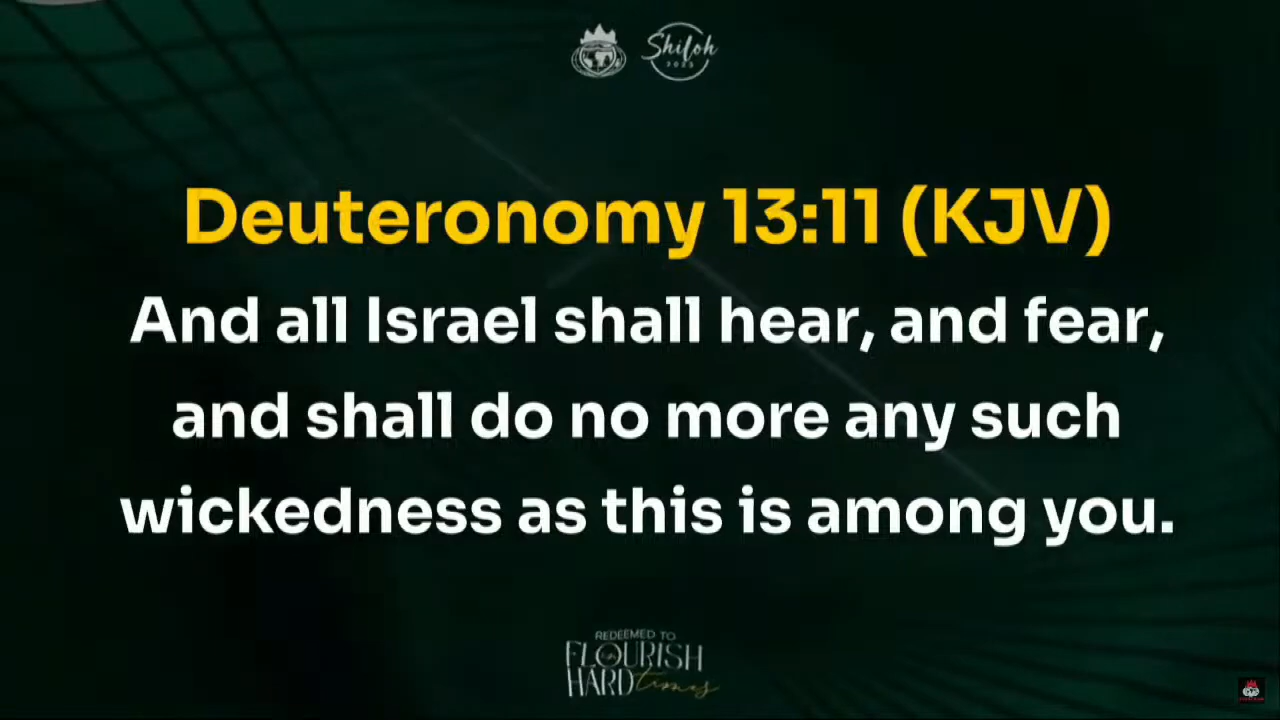 Shiloh
Deuteronomy 13:11 (KJV)
And all Israel shall hear, and fear,
and shall do no more any such
wickedness as this is among you.
REDEEMED TO
FLOURISH
HARD times